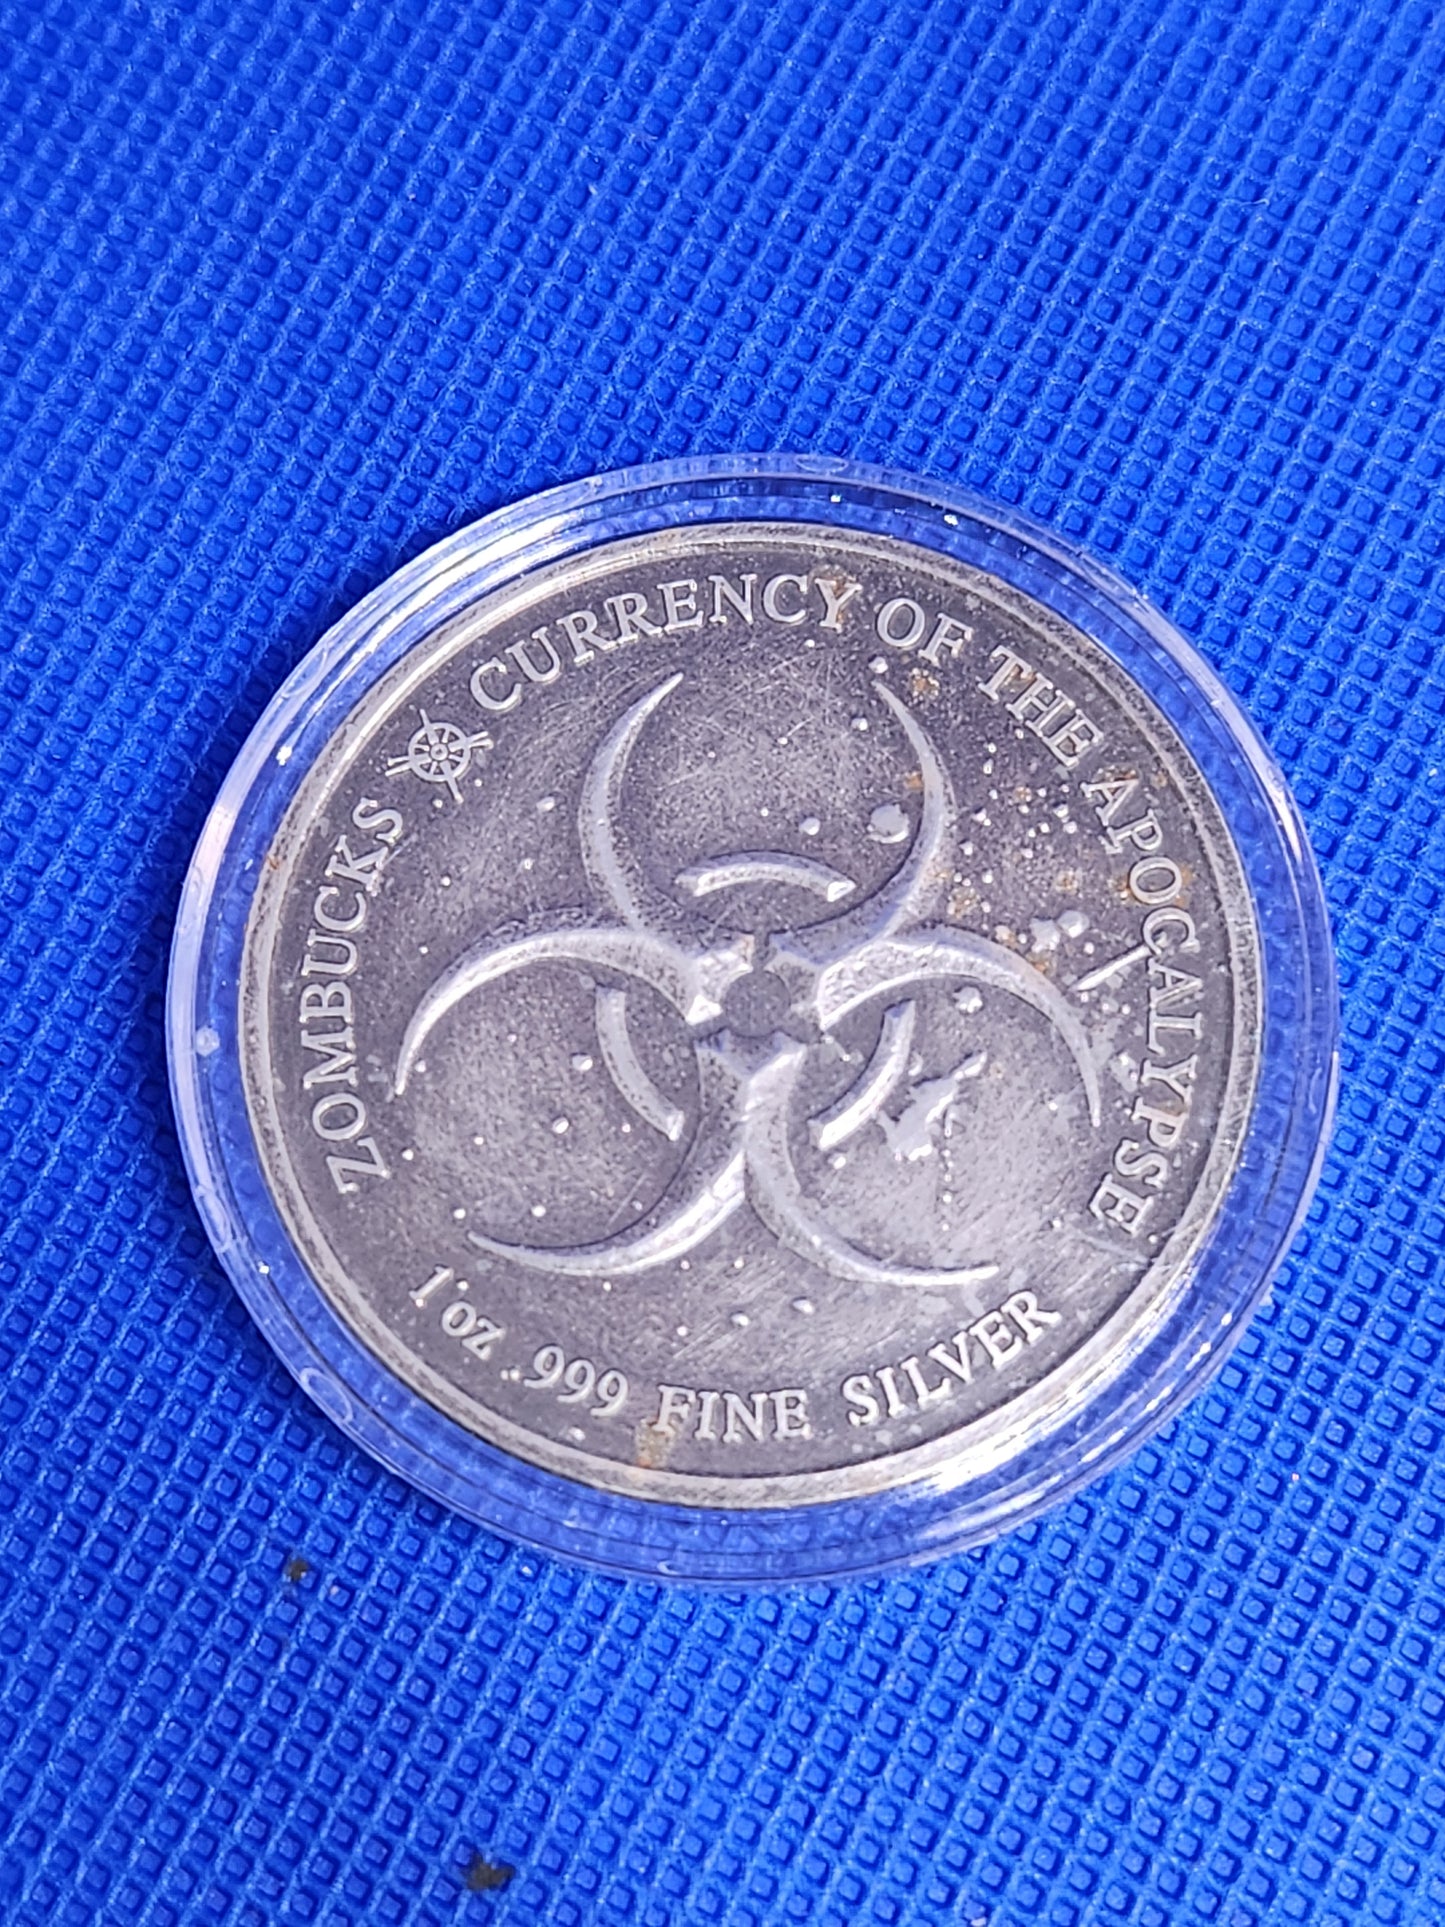 ZOMBUCKS CURRENCY OF THE APOCALYPSE
1 oz .999 FINE SILVER